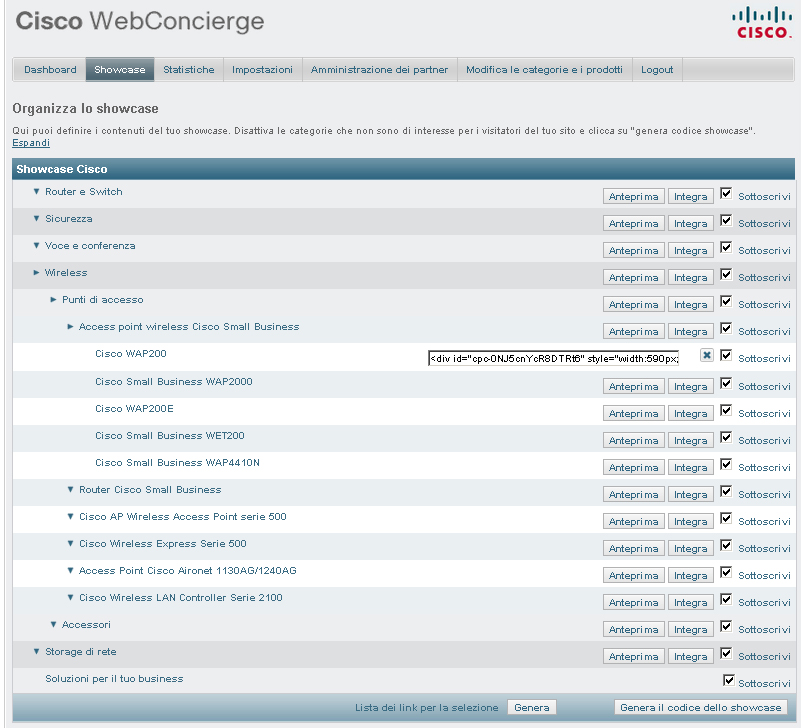 Cisco WebConcierge
CISCO.
Dashboard Showcase Statistiche Impostazioni Amministrazione dei partner Modifica le categorie e i prodotti Logout
Organizza lo showcase
Qui puoi definire i contenuti del tuo showcase. Disattiva le categorie che non sono di interesse per i visitatori del tuo sito e clicca su "genera codice showcase".
Espandi
Showcase Cisco
▼ Router e Switch Anteprima Integra Sottoscrivi
▼ Sicurezza Anteprima Integra Sottoscrivi
▼ Voce e conferenza Anteprima Integra Sottoscrivi
► Wireless Anteprima Integra Sottoscrivi
► Punti di accesso Anteprima Integra Sottoscrivi
► Access point wireless Cisco Small Business Anteprima Integra Sottoscrivi
Cisco WAP200 <div id="cpc-0NJ5cnYcR8DTRt6" style="width:590px; Sottoscrivi
Cisco Small Business WAP2000 Anteprima Integra Sottoscrivi
Cisco WAP200E Anteprima Integra Sottoscrivi
Cisco Small Business WET200 Anteprima Integra Sottoscrivi
Cisco Small Business WAP4410N Anteprima Integra Sottoscrivi
▼ Router Cisco Small Business Anteprima Integra Sottoscrivi
▼ Cisco AP Wireless Access Point serie 500 Anteprima Integra Sottoscrivi
▼ Cisco Wireless Express Serie 500 Anteprima Integra Sottoscrivi
▼ Access Point Cisco Aironet 1130AG/1240AG Anteprima Integra Sottoscrivi
▼ Cisco Wireless LAN Controller Serie 2100 Anteprima Integra Sottoscrivi
▼ Accessori Anteprima Integra Sottoscrivi
▼ Storage di rete Anteprima Integra Sottoscrivi
Soluzioni per il tuo business Sottoscrivi
Lista dei link per la selezione Genera Genera il codice dello showcase